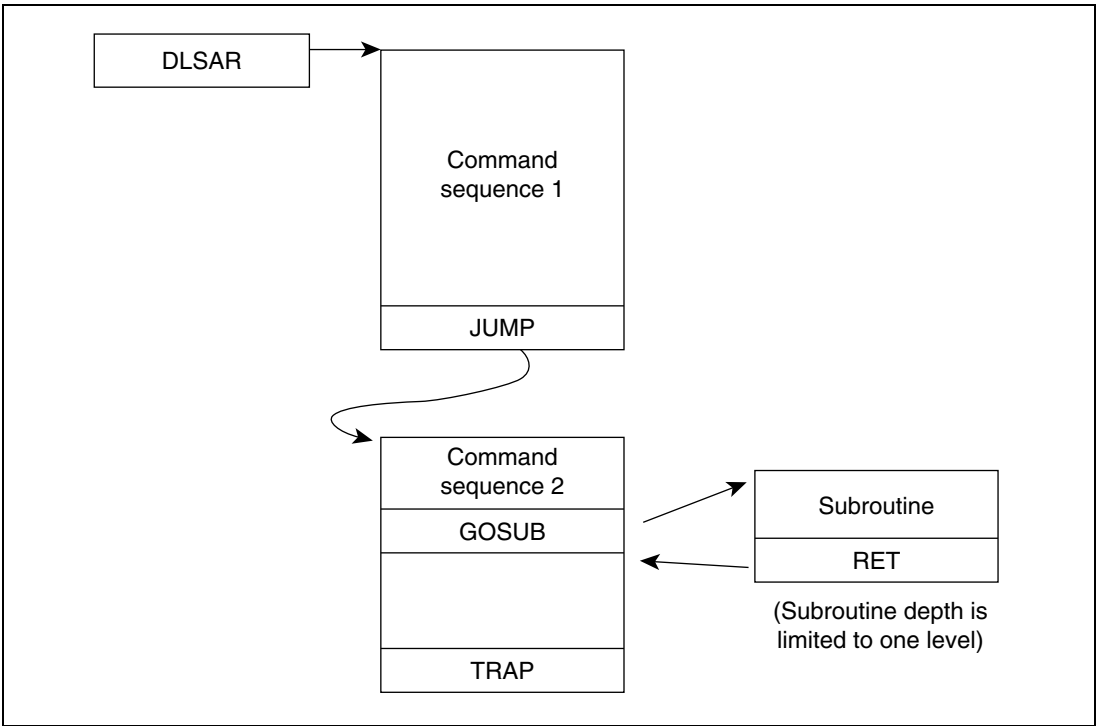 DLSAR
Command
sequence 1
JUMP
Command
sequence 2
GOSUB
Subroutine
RET
(Subroutine depth is
limited to one level)
TRAP